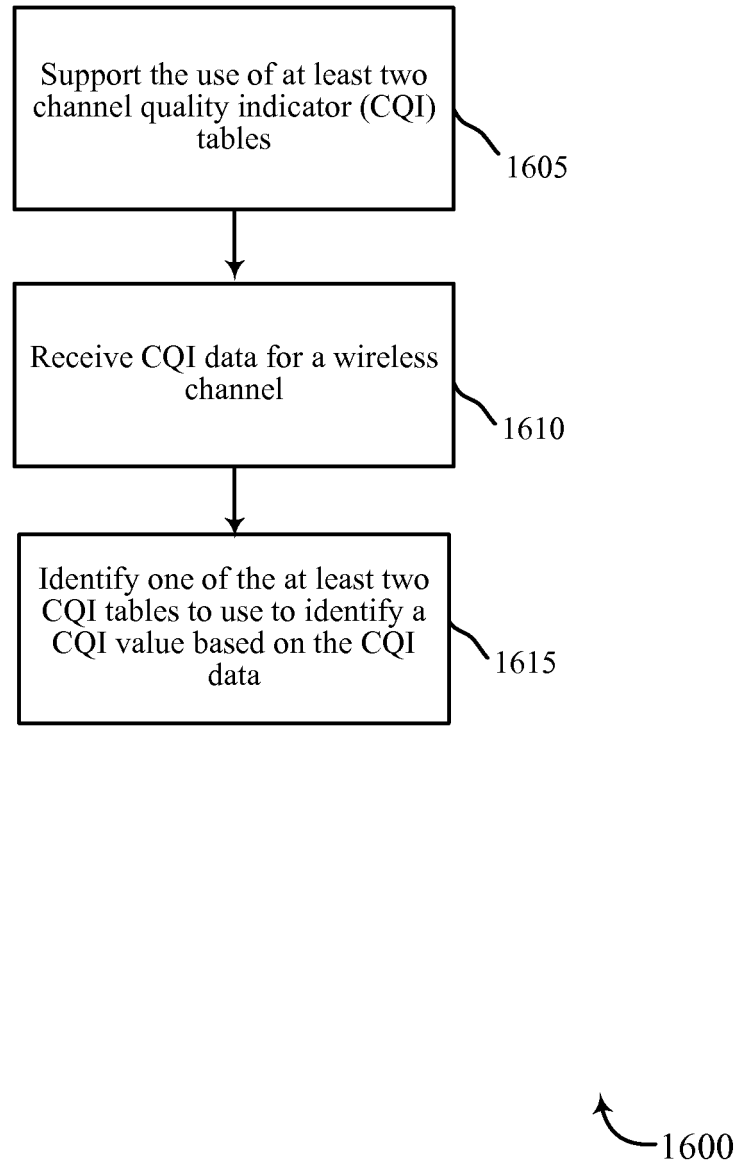 Support the use of at least two
channel quality indicator (CQI)
tables
1605
Receive CQI data for a wireless
channel
1610
Identify one of the at least two
CQI tables to use to identify a
CQI value based on the CQI
data
1615
1600